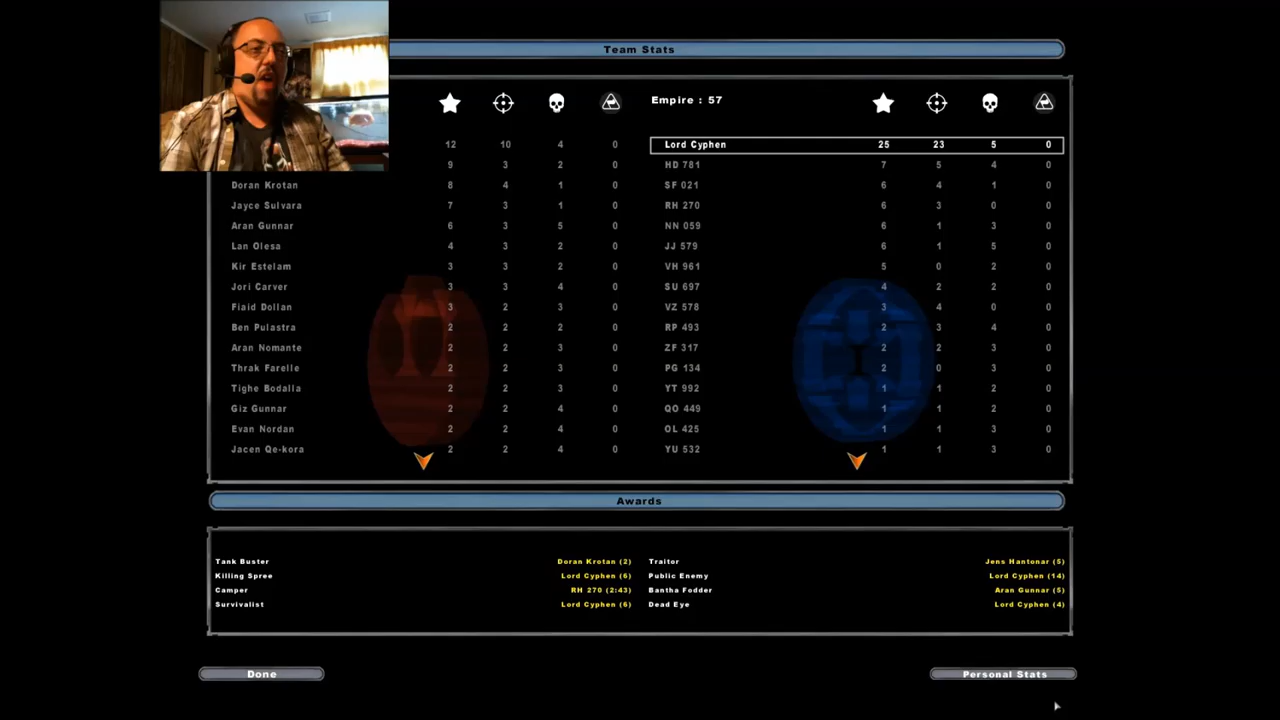 Team Stats
Empire : 57
12 10 4 0
Lord Cyphen 25 23 5 0
9 3 2 0
HD 781 7 5 4 0
Doran Krotan 8 4 1 0
SF 021 6 4 1 0
Jayce Sulvara 7 3 1 0
RH 270 6 3 0 0
Aran Gunnar 6 3 5 0
NN 059 6 1 3 0
Lan Olesa 4 3 2 0
JJ 579 6 1 5 0
Kir Estelam 3 3 2 0
VH 961 5 0 2 0
Jori Carver 3 3 4 0
SU 697 4 2 2 0
Fiaid Dollan 3 2 3 0
VZ 578 3 4 0 0
Ben Pulastra 2 2 2 0
RP 493 2 3 4 0
Aran Nomante 2 2 3 0
ZF 317 2 2 3 0
Thrak Farelle 2 2 3 0
PG 134 2 0 3 0
Tighe Bodalla 2 2 3 0
YT 992 1 1 2 0
Giz Gunnar 2 2 4 0
QO 449 1 1 2 0
Evan Nordan 2 2 4 0
OL 425 1 1 3 0
Jacen Qe-kora 2 2 4 0
YU 532 1 1 3 0
Awards
Tank Buster Doran Krotan (2)
Traitor Jens Hantonar (5)
Killing Spree Lord Cyphen (6)
Public Enemy Lord Cyphen (14)
Camper RH 270 (2:43)
Bantha Fodder Aran Gunnar (5)
Survivalist Lord Cyphen (6)
Dead Eye Lord Cyphen (4)
Done
Personal Stats